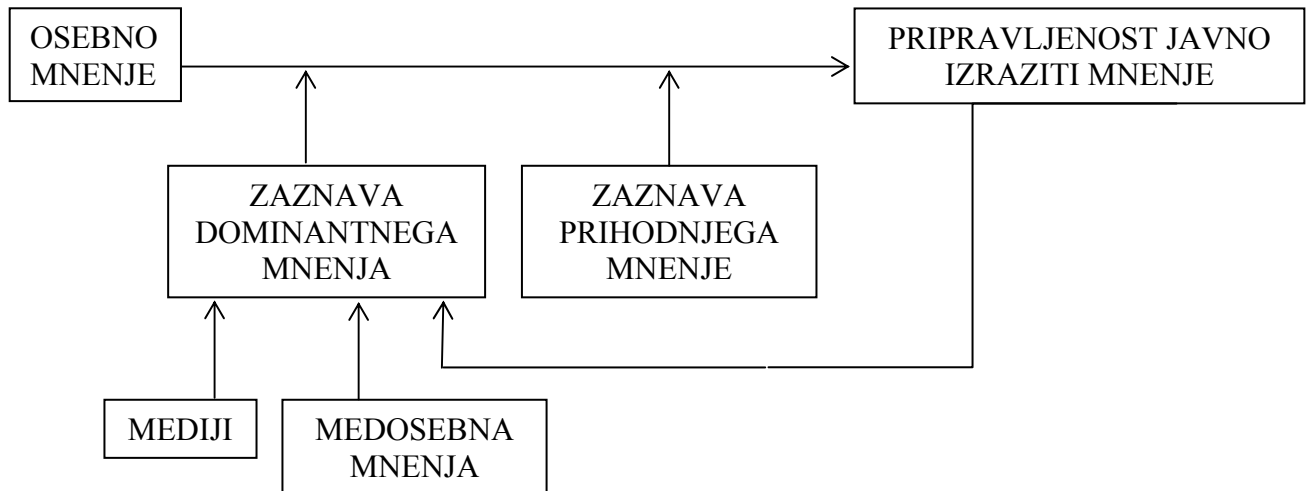 OSEBNO
MNENJE
PRIPRAVLJENOST JAVNO
IZRAZITI MNENJE
ZAZNAVA
DOMINANTNEGA
MNENJA
ZAZNAVA
PRIHODNJEGA
MNENJE
MEDIJI
MEDOSEBNA
MNENJA